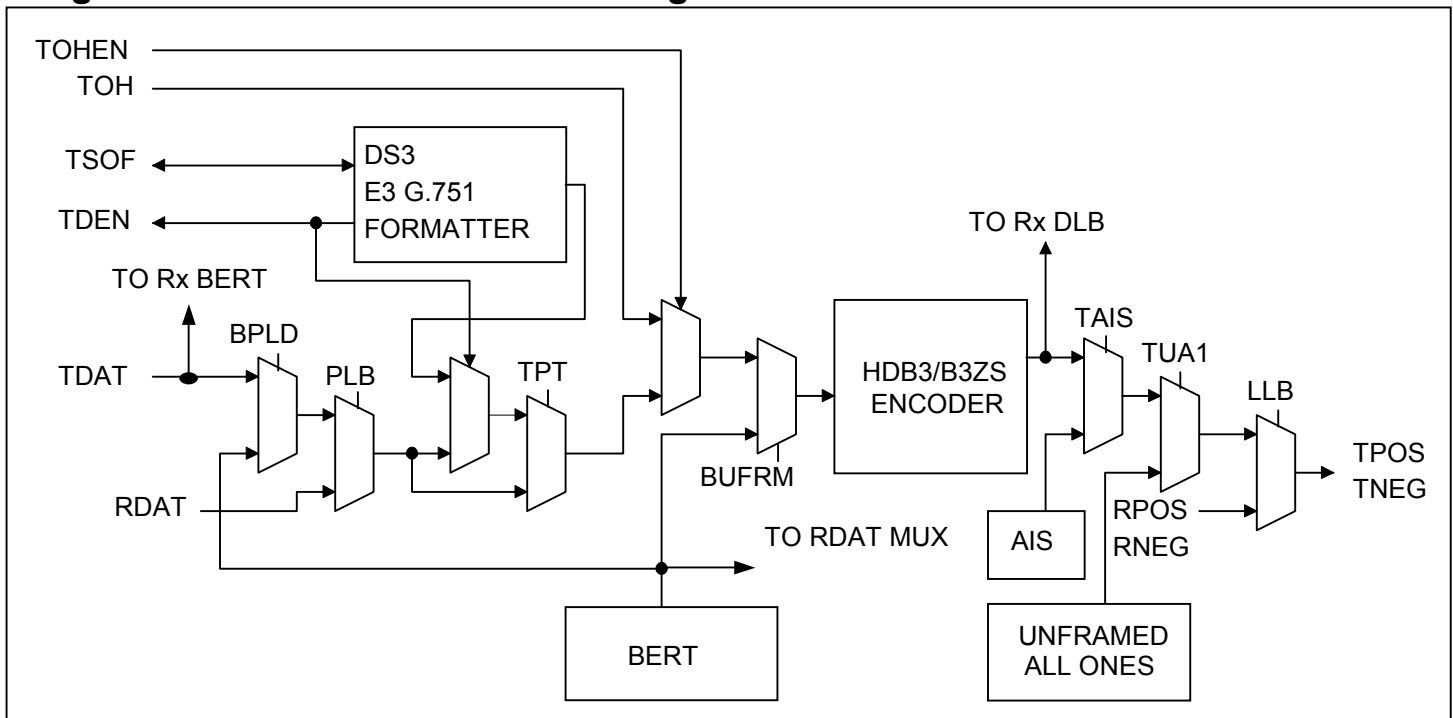 TOHEN
TOH
TSOF
TDEN
DS3
E3 G.751
FORMATTER
TO Rx BERT
TDAT
BPLD
PLB
TPT
RDAT
BUFRM
HDB3/B3ZS
ENCODER
TO Rx DLB
TAIS
TUA1
LLB
TPOS
TNEG
RPOS
RNEG
AIS
TO RDAT MUX
BERT
UNFRAMED
ALL ONES